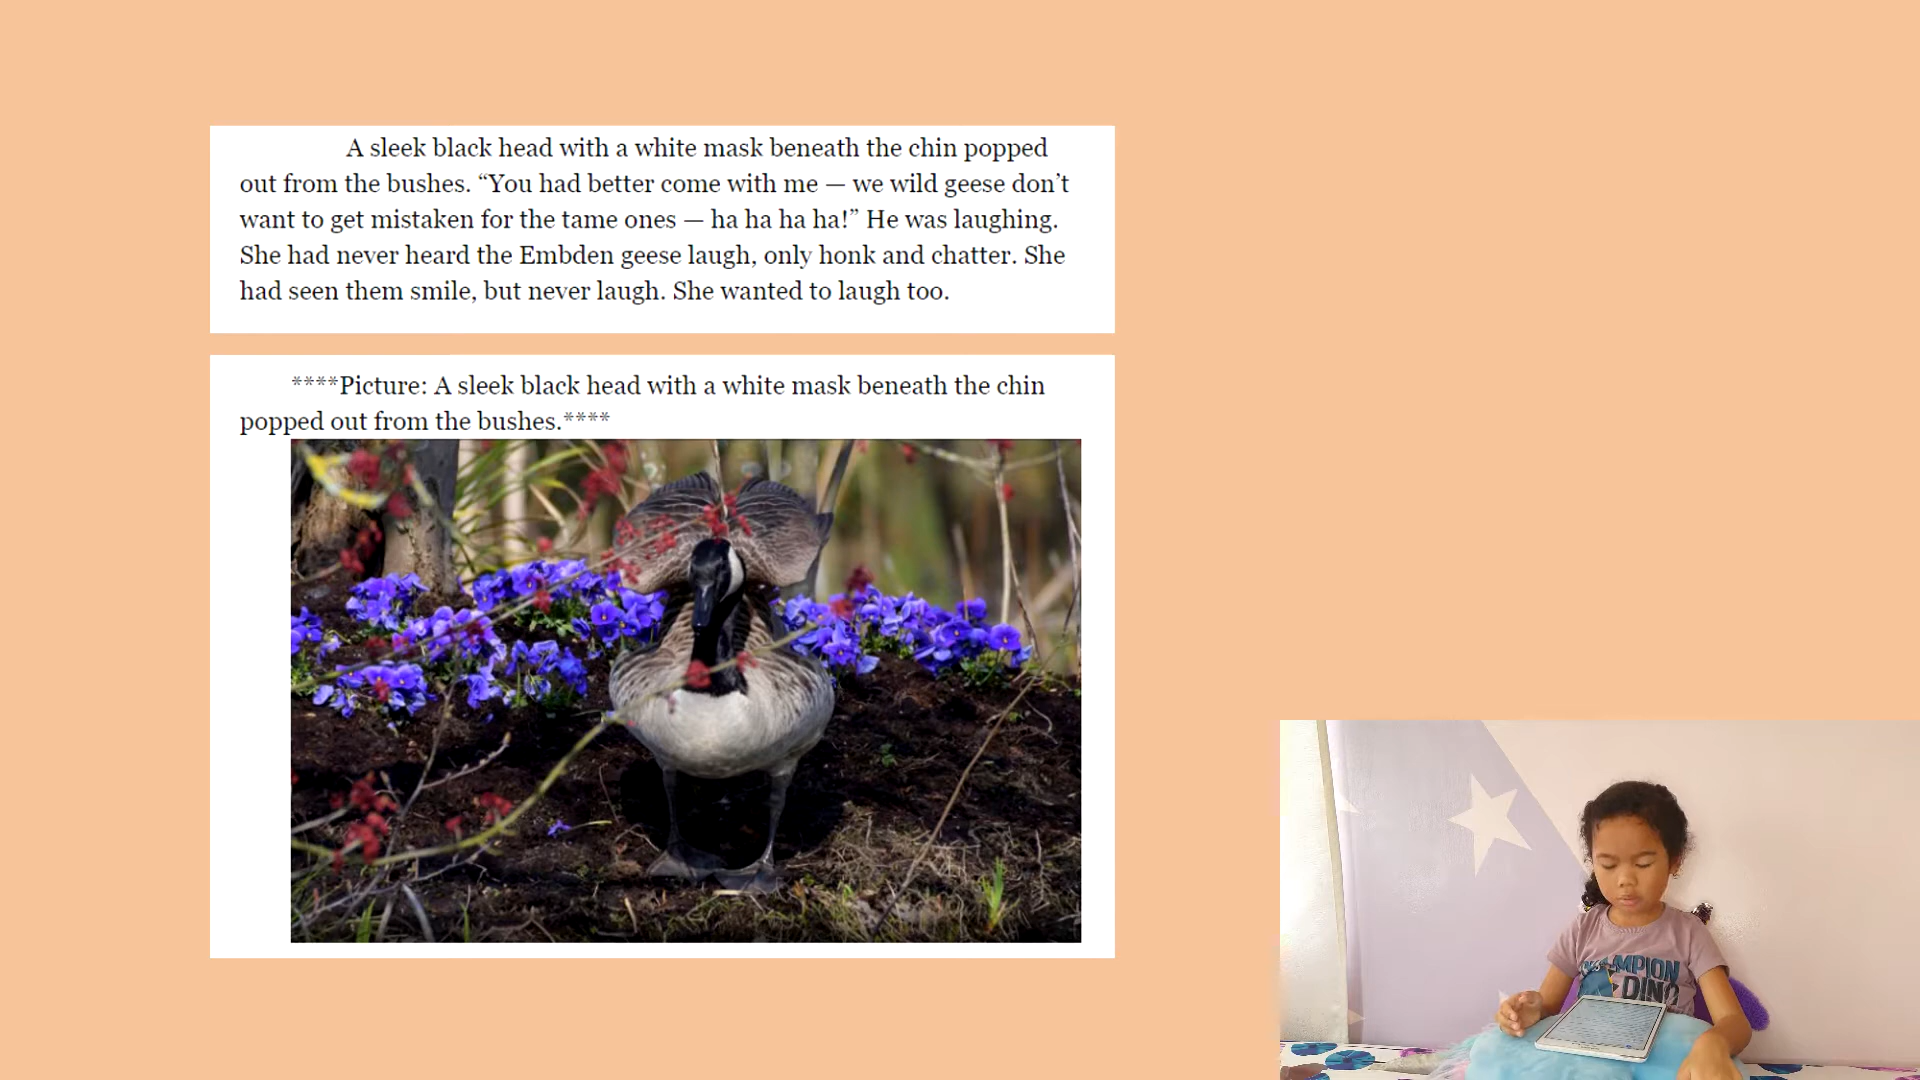 A sleek black head with a white mask beneath the chin popped
out from the bushes. “You had better come with me — we wild geese don’t
want to get mistaken for the tame ones — ha ha ha ha!” He was laughing.
She had never heard the Embden geese laugh, only honk and chatter. She
had seen them smile, but never laugh. She wanted to laugh too.
****Picture: A sleek black head with a white mask beneath the chin
popped out from the bushes.****
DINO